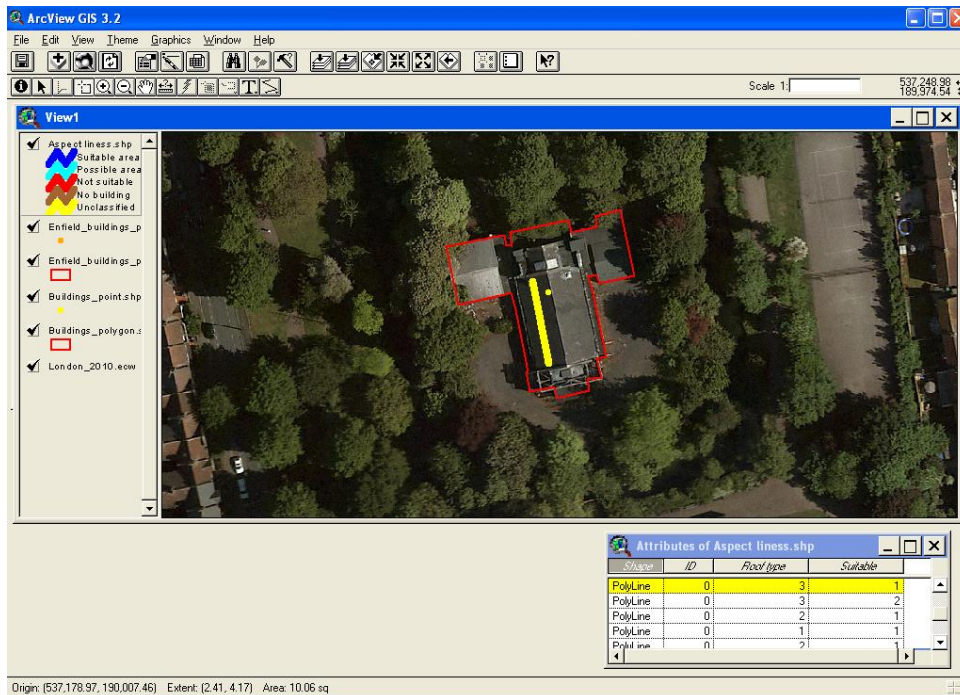 ArcView GIS 3.2
File Edit View Theme Graphics Window Help
Scale 1:
537,248.98
189,974.54
View1
Aspect liness.shp
Suitable area
Possible area
Not suitable
No building
Unclassified
Enfield_buildings_p
Enfield_buildings_p
Buildings_point.shp
Buildings_polygon.s
London_2010.ecw
Attributes of Aspect liness.shp
Shape ID Roof type Suitable
PolyLine 0 3 1
PolyLine 0 3 2
PolyLine 0 2 1
PolyLine 0 1 1
PolyLine 0 2 1
Origin: (537,178.97, 190,007.46) Extent: (2.41, 4.17) Area: 10.06 sq